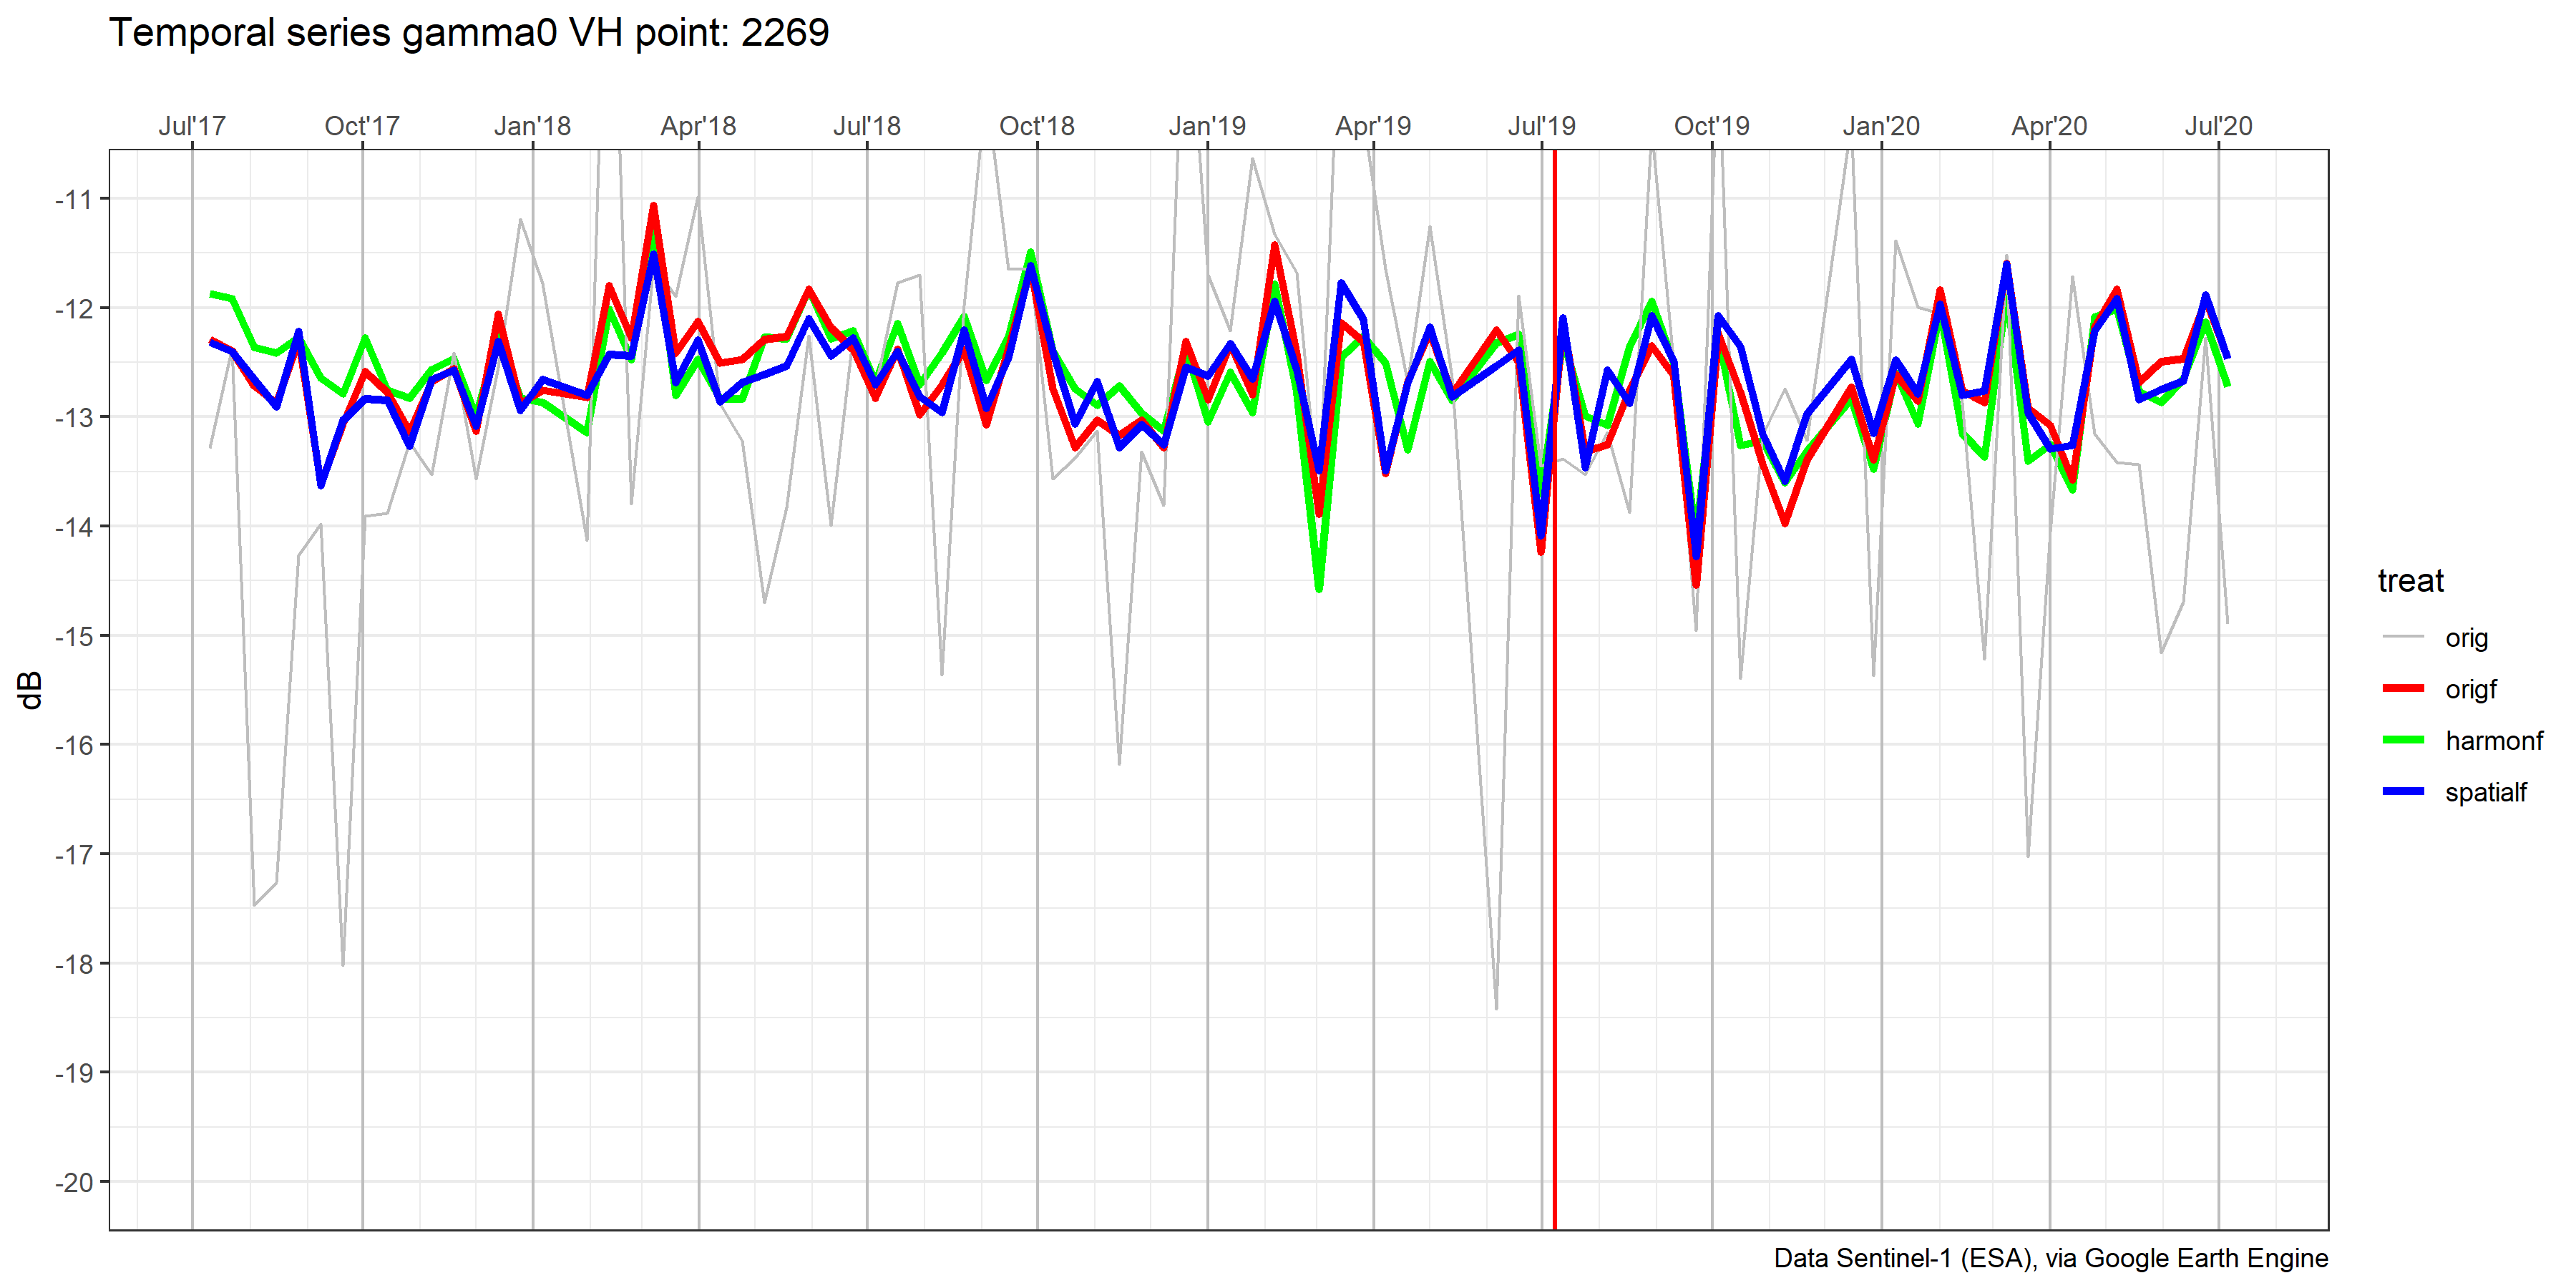 Temporal series gamma0 VH point: 2269
Jul'17 Oct'17 Jan'18 Apr'18 Jul'18 Oct'18 Jan'19 Apr'19 Jul'19 Oct'19 Jan'20 Apr'20 Jul'20
-11
-12
-13
-14
-15
-16
-17
-18
-19
-20
dB
treat
orig
origf
harmonf
spatialf
Data Sentinel-1 (ESA), via Google Earth Engine